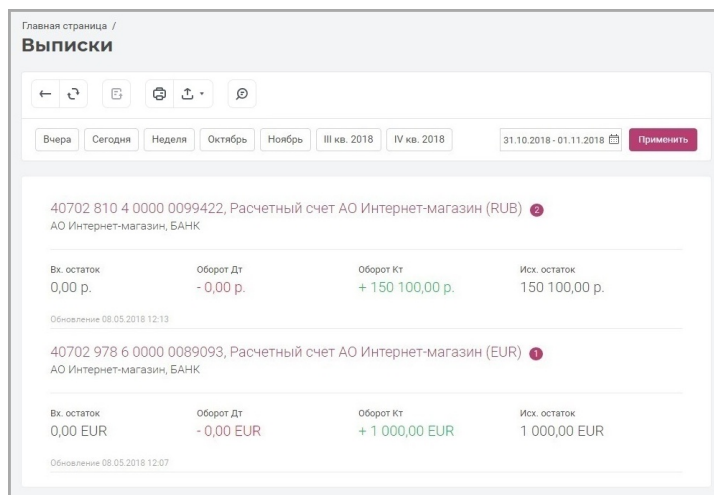 Главная страница /
Выписки
Вчера Сегодня Неделя Октябрь Ноябрь III кв. 2018 IV кв. 2018 31.10.2018 - 01.11.2018 Применить
40702 810 4 0000 0099422, Расчетный счет АО Интернет-магазин (RUB) 2
АО Интернет-магазин, БАНК
Вх. остаток Оборот Дт Оборот Кт Исх. остаток
0,00 р. - 0,00 р. + 150 100,00 р. 150 100,00 р.
Обновление 08.05.2018 12:13
40702 978 6 0000 0089093, Расчетный счет АО Интернет-магазин (EUR) 1
АО Интернет-магазин, БАНК
Вх. остаток Оборот Дт Оборот Кт Исх. остаток
0,00 EUR - 0,00 EUR + 1 000,00 EUR 1 000,00 EUR
Обновление 08.05.2018 12:07